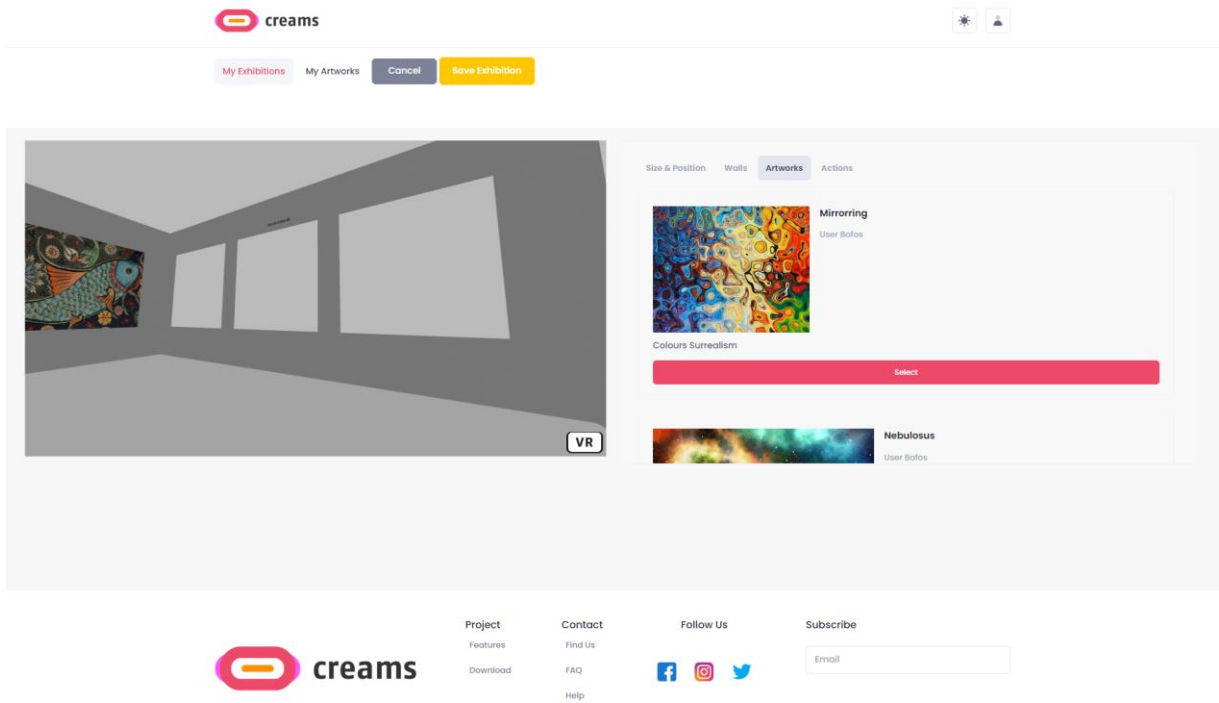 creams
My Exhibitions My Artworks Cancel Save Exhibition
Size & Position Walls Artworks Actions
Mirrorring
User Bofos
Colours Surrealism
Select
VR
Nebulosus
User Bofos
creams
Project Contact Follow Us Subscribe
Features Find Us
Email
Download FAQ
Help